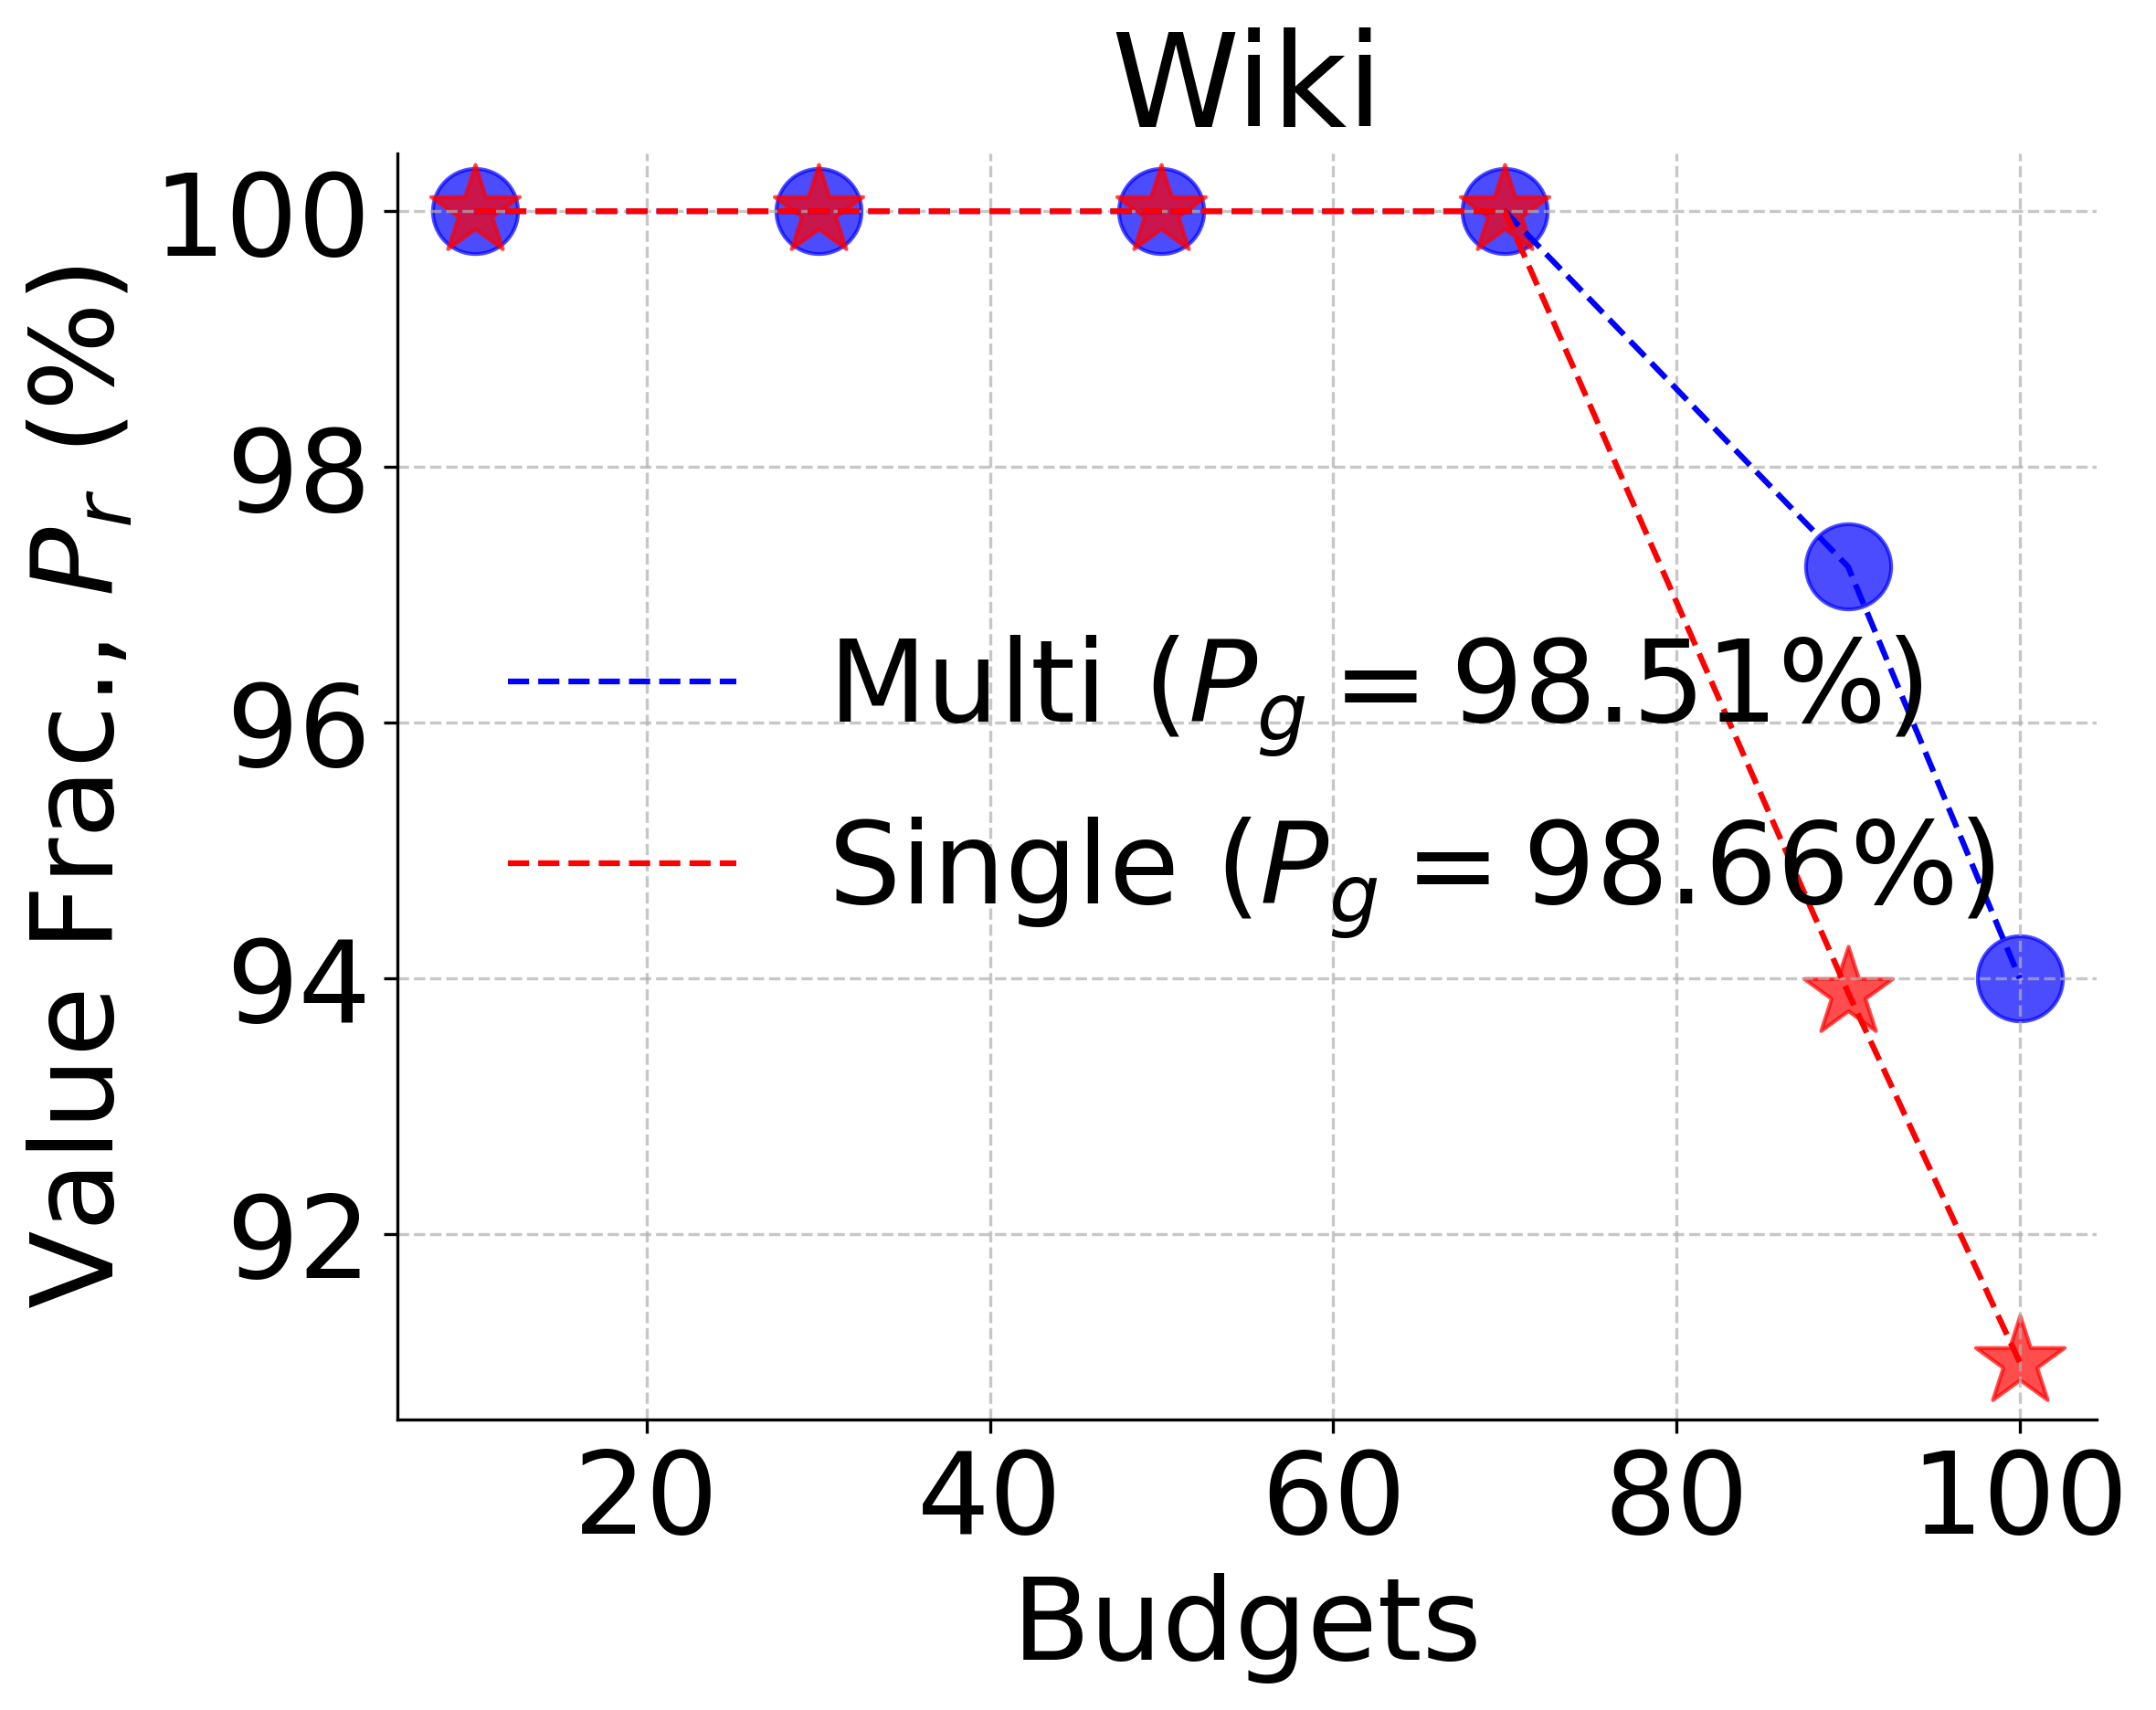 Wiki
Value Frac., P_r (%)
100
98
96
94
92
Multi (P_g = 98.51%)
Single (P_g = 98.66%)
20 40 60 80 100
Budgets